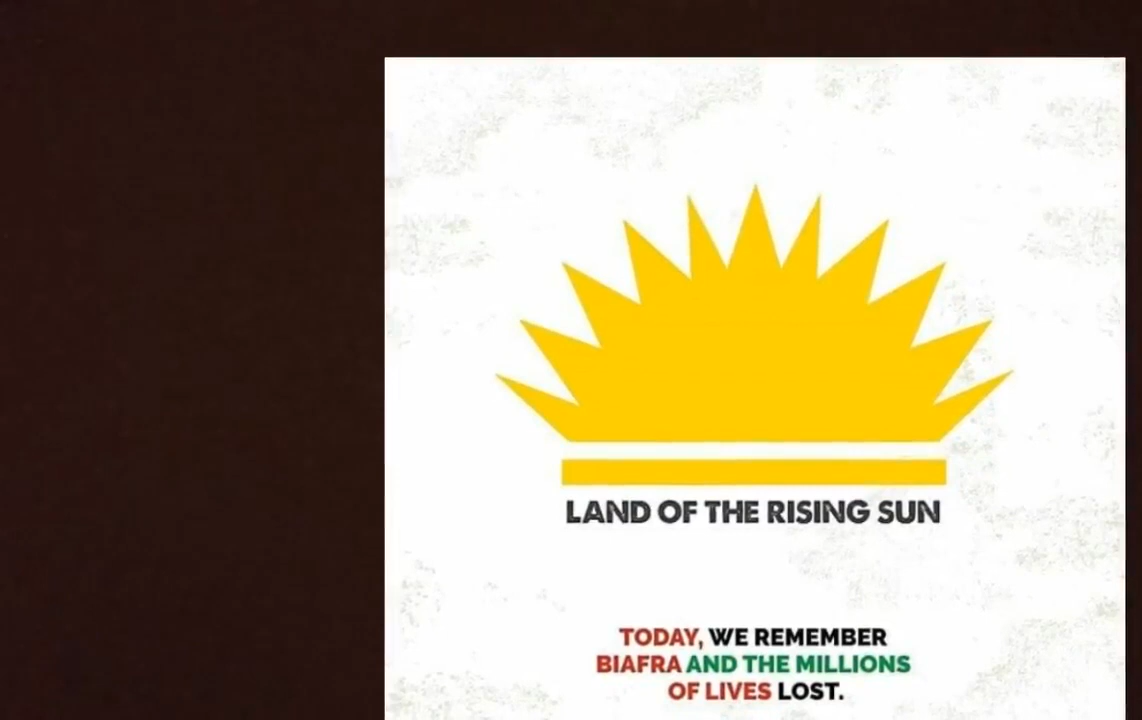 LAND OF THE RISING SUN
TODAY, WE REMEMBER
BIAFRA AND THE MILLIONS
OF LIVES LOST.